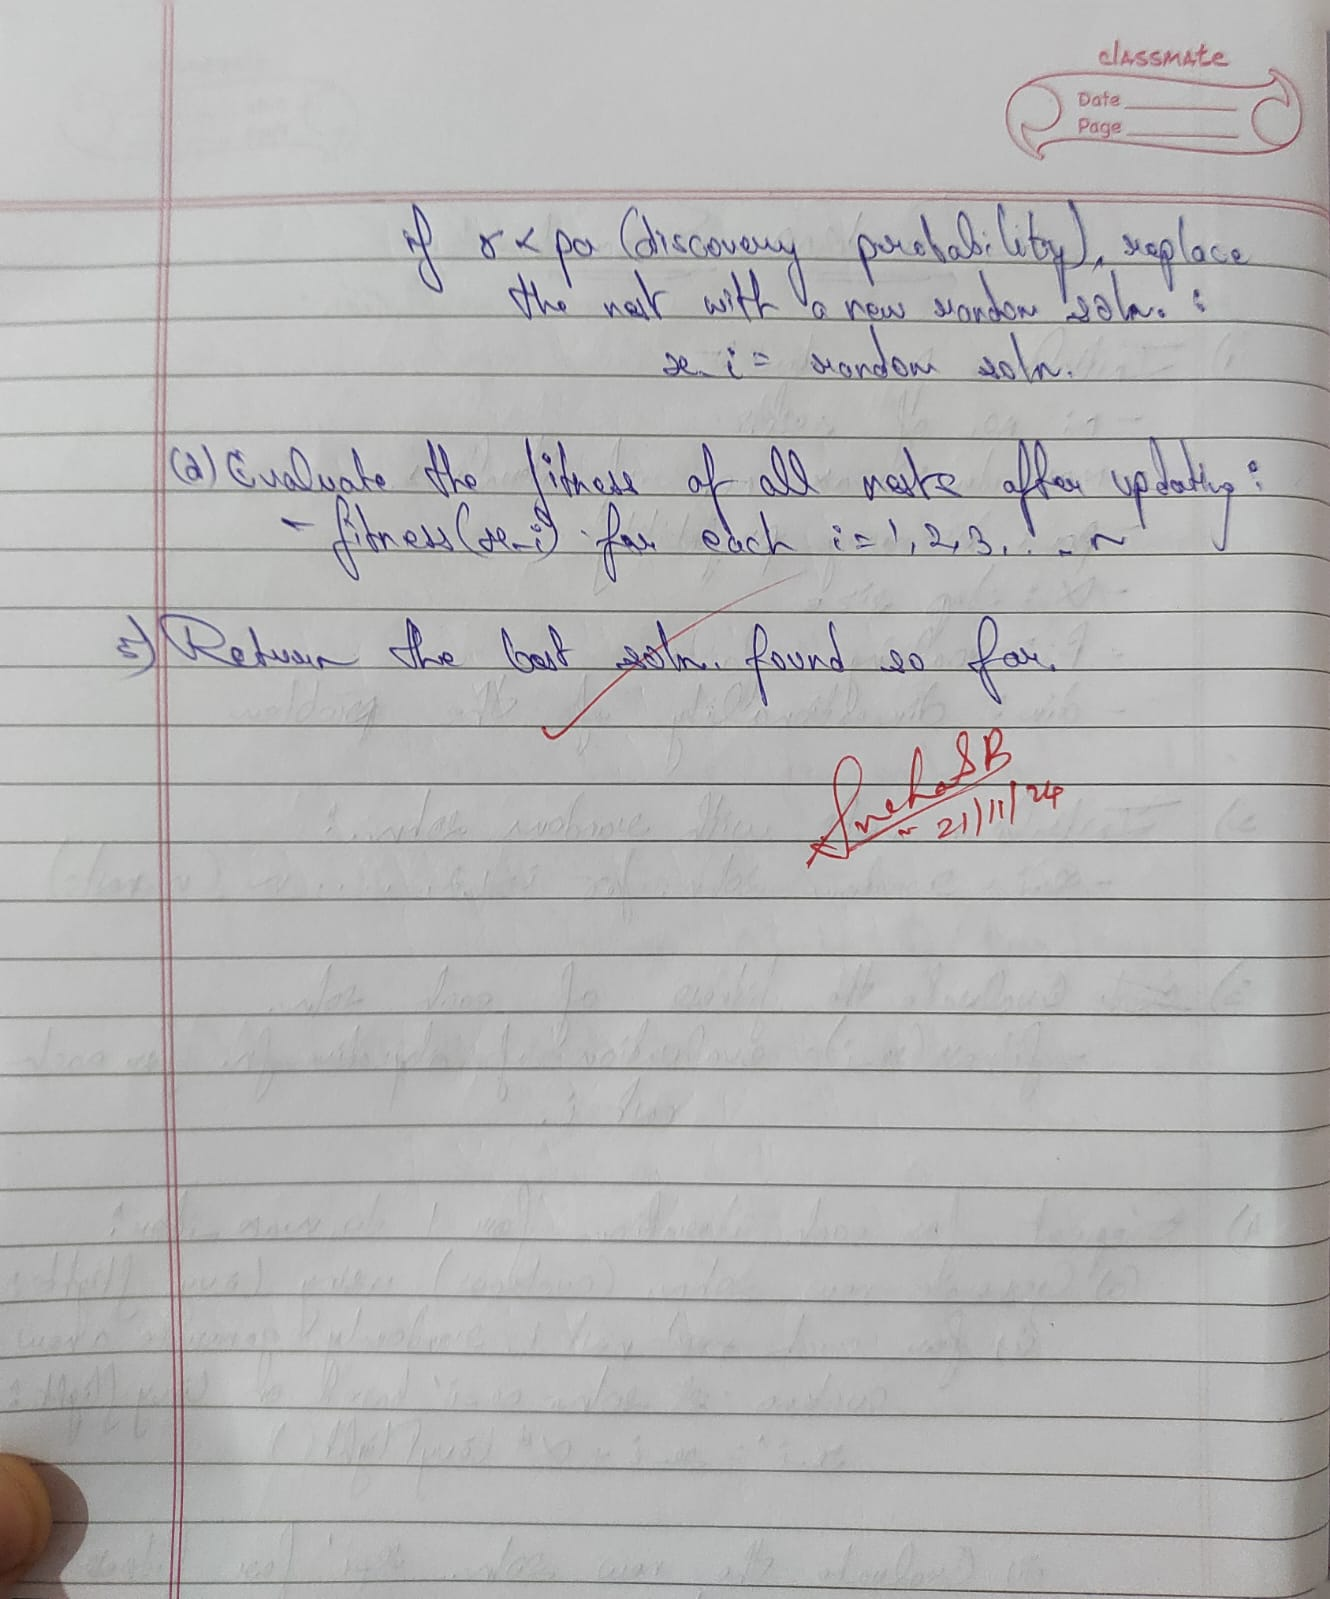 classmate
Date
Page
if r < pa (discovery probability), replace
the nest with a new random soln. :
x_i = random soln.
(d) Evaluate the fitness of all nests after updating :
- fitness(x_i) for each i = 1, 2, 3, ... n
5) Return the best soln. found so far.
Sneha S B
21/11/24